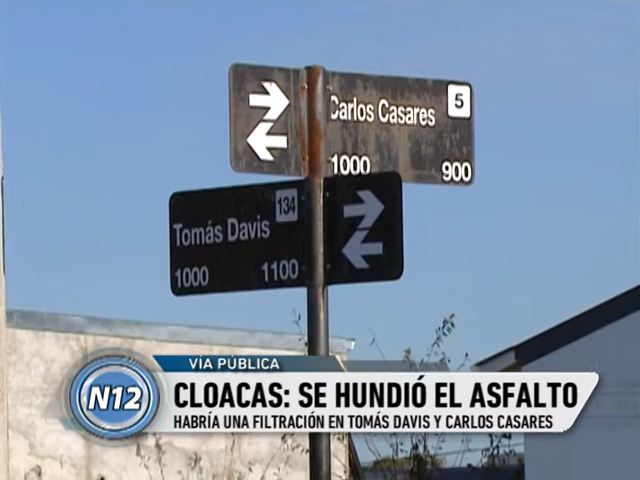 Carlos Casares
5
1000 900
Tomás Davis
134
1000 1100
VÍA PÚBLICA
N12
CLOACAS: SE HUNDIÓ EL ASFALTO
HABRÍA UNA FILTRACIÓN EN TOMÁS DAVIS Y CARLOS CASARES